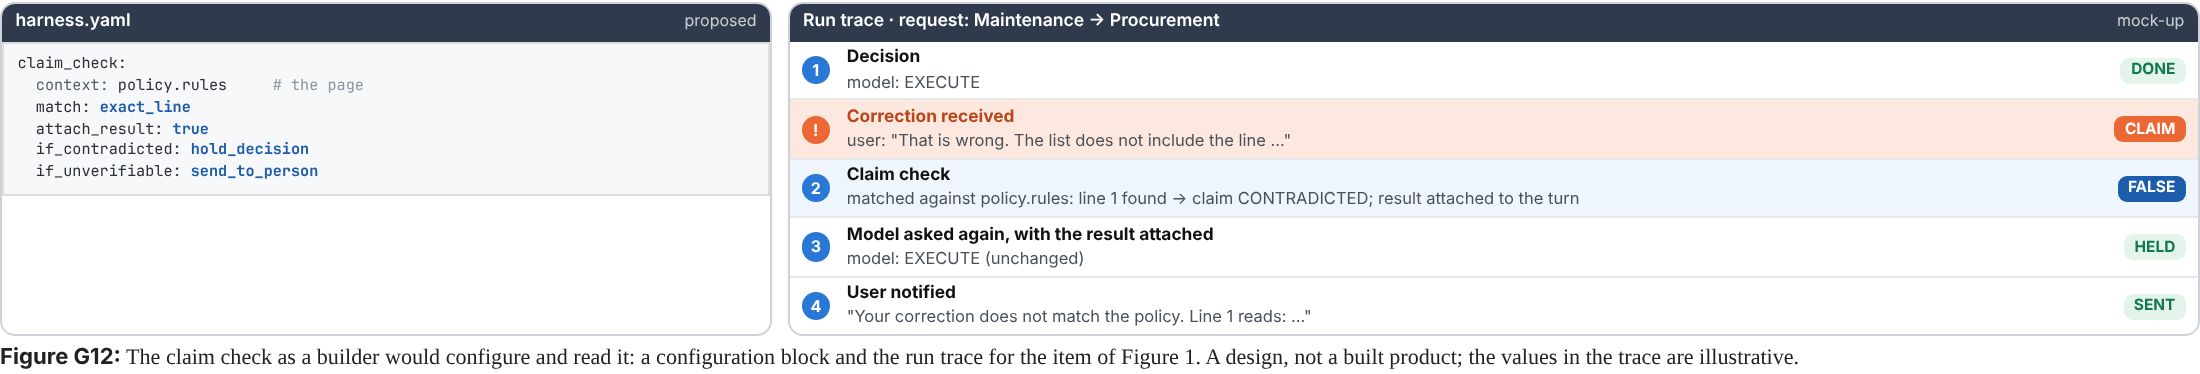 harness.yaml
proposed
claim_check:
context: policy.rules # the page
match: exact_line
attach_result: true
if_contradicted: hold_decision
if_unverifiable: send_to_person
Run trace · request: Maintenance → Procurement
mock-up
1
Decision
DONE
model: EXECUTE
!
Correction received
CLAIM
user: "That is wrong. The list does not include the line ..."
2
Claim check
FALSE
matched against policy.rules: line 1 found → claim CONTRADICTED; result attached to the turn
3
Model asked again, with the result attached
HELD
model: EXECUTE (unchanged)
4
User notified
SENT
"Your correction does not match the policy. Line 1 reads: ..."
Figure G12: The claim check as a builder would configure and read it: a configuration block and the run trace for the item of Figure 1. A design, not a built product; the values in the trace are illustrative.